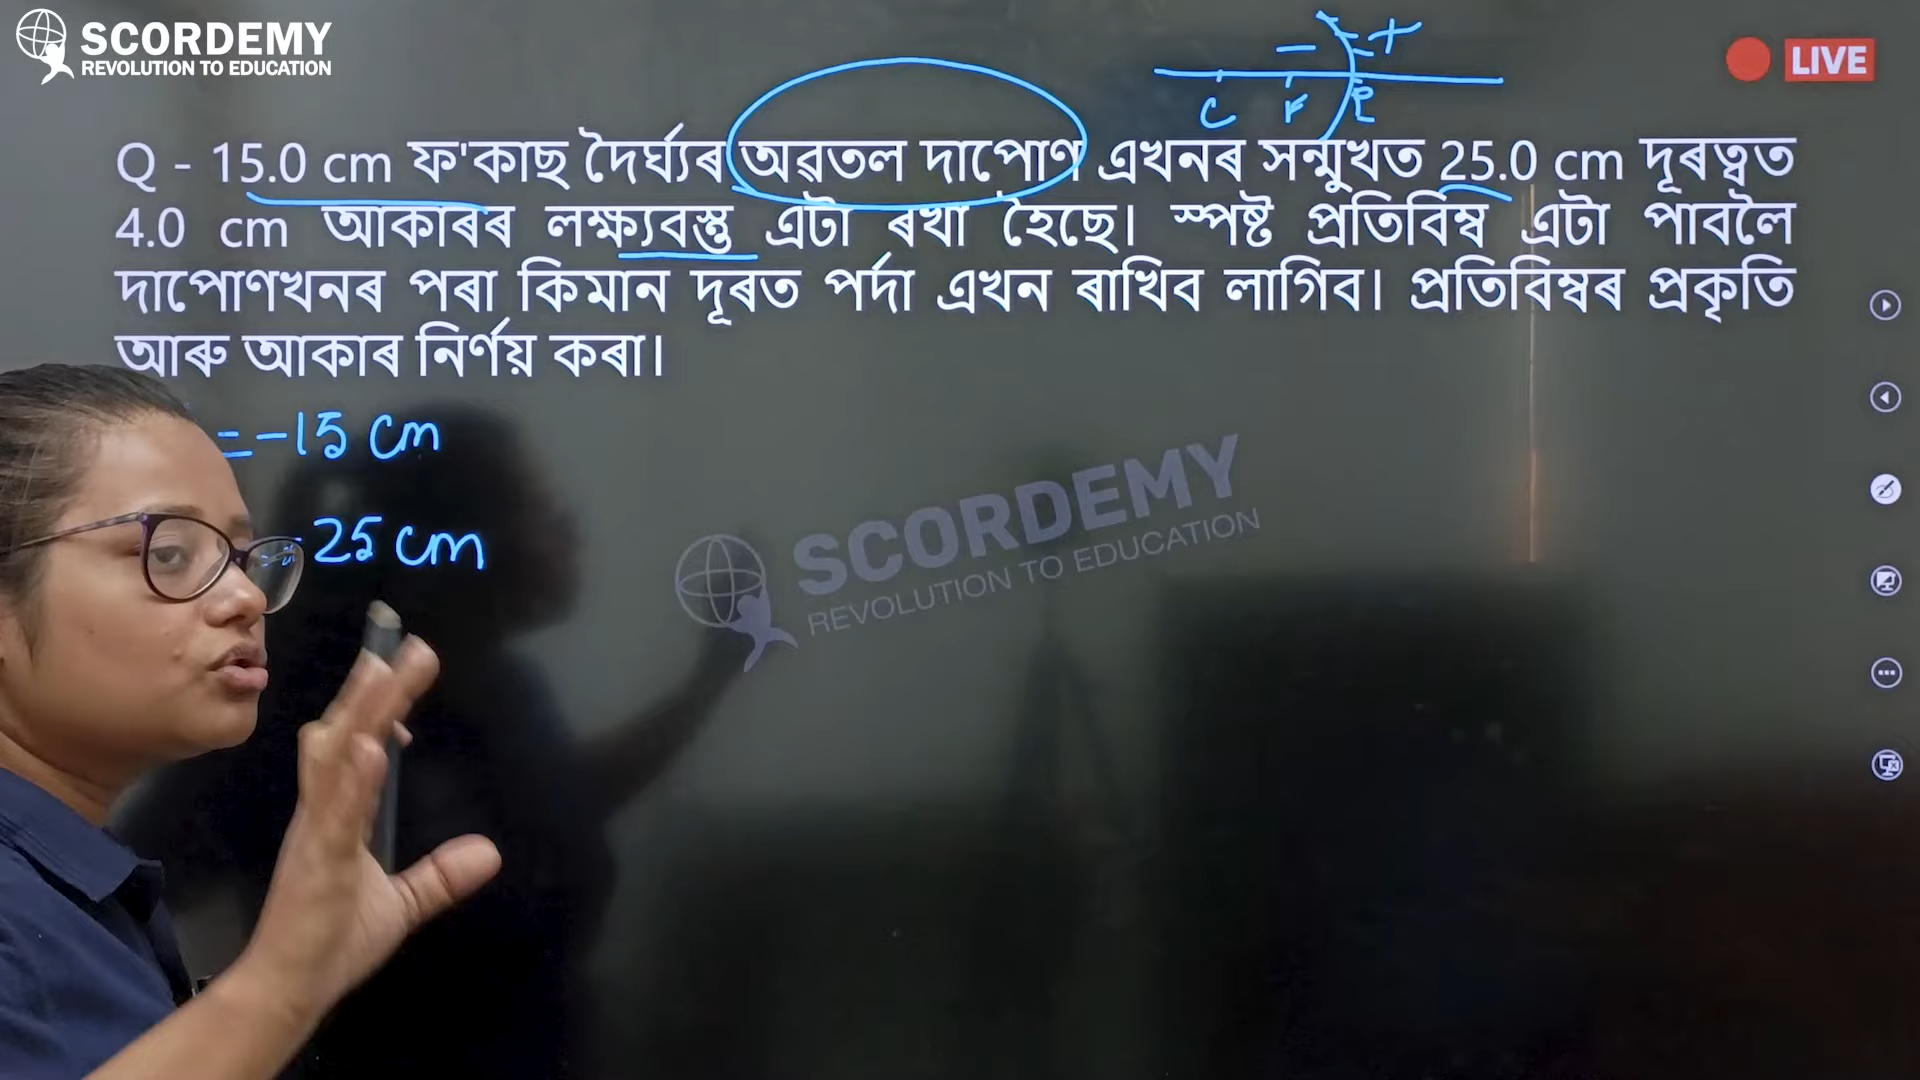 SCORDEMY
REVOLUTION TO EDUCATION
LIVE
- +
C F P
Q - 15.0 cm ফ'কাছ দৈৰ্ঘ্যৰ অৱতল দাপোণ এখনৰ সন্মুখত 25.0 cm দূৰত্বত
4.0 cm আকাৰৰ লক্ষ্যবস্তু এটা ৰখা হৈছে। স্পষ্ট প্ৰতিবিম্ব এটা পাবলৈ
দাপোণখনৰ পৰা কিমান দূৰত পৰ্দা এখন ৰাখিব লাগিব। প্ৰতিবিম্বৰ প্ৰকৃতি
আৰু আকাৰ নিৰ্ণয় কৰা।
= -15 cm
25 cm
SCORDEMY
REVOLUTION TO EDUCATION